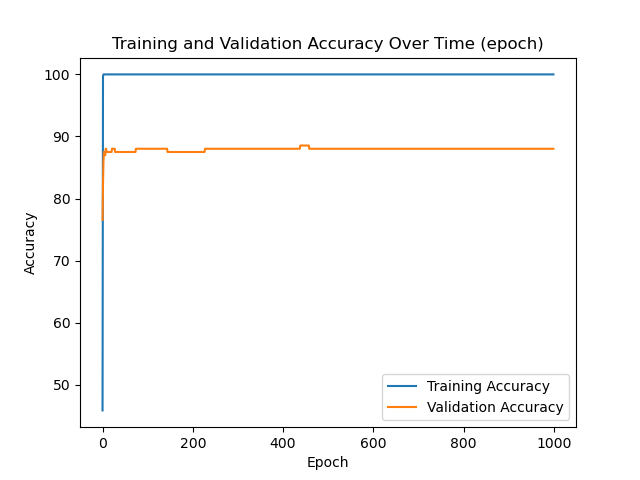 Training and Validation Accuracy Over Time (epoch)
100
90
80
70
60
50
Accuracy
0
200
400
600
800
1000
Epoch
Training Accuracy
Validation Accuracy